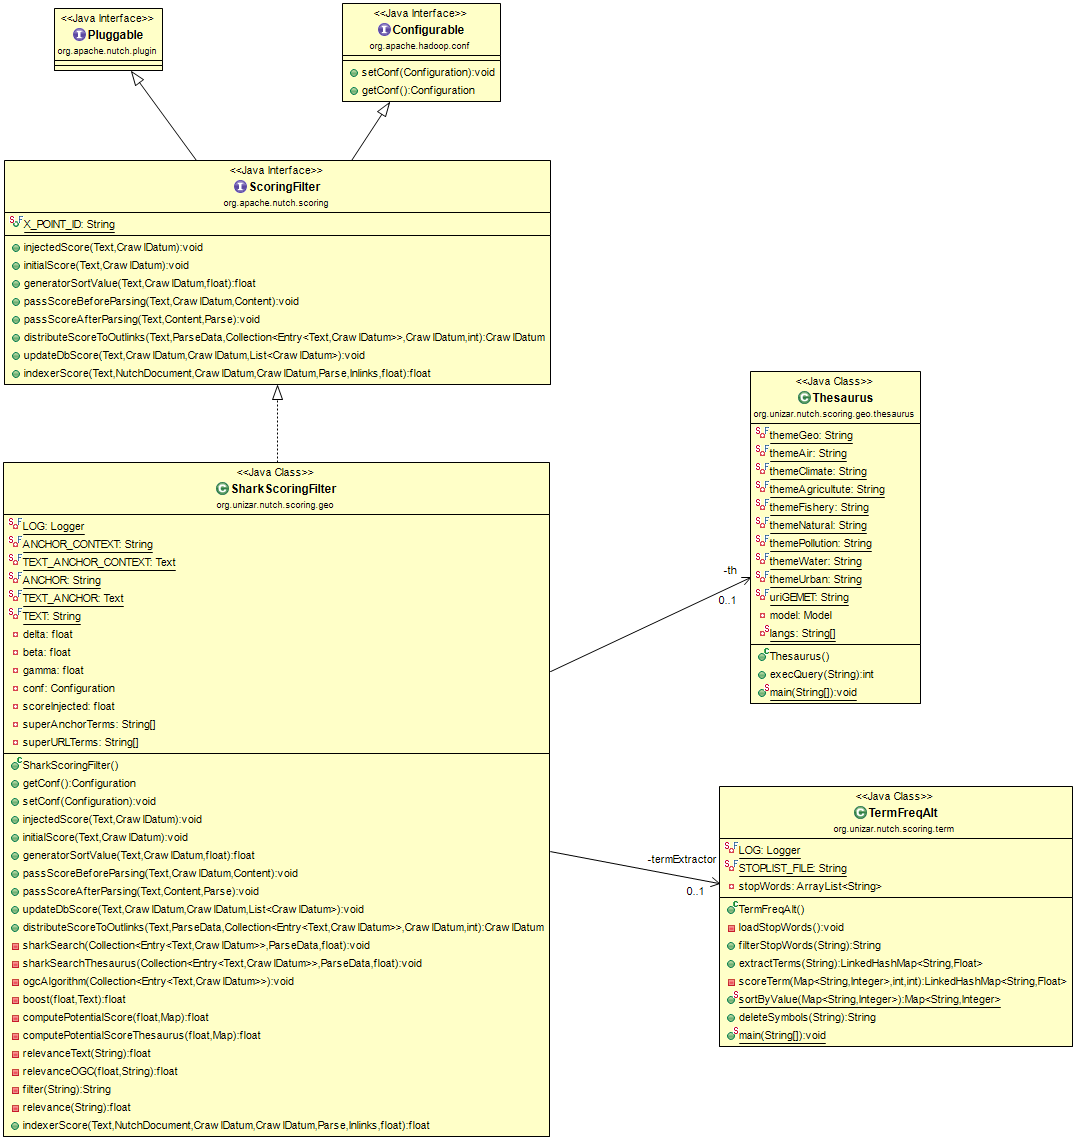 <<Java Interface>>
Pluggable
org.apache.nutch.plugin
<<Java Interface>>
Configurable
org.apache.hadoop.conf
setConf(Configuration):void
getConf():Configuration
<<Java Interface>>
ScoringFilter
org.apache.nutch.scoring
X_POINT_ID: String
injectedScore(Text,CrawlDatum):void
initialScore(Text,CrawlDatum):void
generatorSortValue(Text,CrawlDatum,float):float
passScoreBeforeParsing(Text,CrawlDatum,Content):void
passScoreAfterParsing(Text,Content,Parse):void
distributeScoreToOutlinks(Text,ParseData,Collection<Entry<Text,CrawlDatum>>,CrawlDatum,int):CrawlDatum
updateDbScore(Text,CrawlDatum,CrawlDatum,List<CrawlDatum>):void
indexerScore(Text,NutchDocument,CrawlDatum,CrawlDatum,Parse,Inlinks,float):float
<<Java Class>>
SharkScoringFilter
org.unizar.nutch.scoring.geo
LOG: Logger
ANCHOR_CONTEXT: String
TEXT_ANCHOR_CONTEXT: Text
ANCHOR: String
TEXT_ANCHOR: Text
TEXT: String
delta: float
beta: float
gamma: float
conf: Configuration
scoreInjected: float
superAnchorTerms: String[]
superURLTerms: String[]
SharkScoringFilter()
getConf():Configuration
setConf(Configuration):void
injectedScore(Text,CrawlDatum):void
initialScore(Text,CrawlDatum):void
generatorSortValue(Text,CrawlDatum,float):float
passScoreBeforeParsing(Text,CrawlDatum,Content):void
passScoreAfterParsing(Text,Content,Parse):void
updateDbScore(Text,CrawlDatum,CrawlDatum,List<CrawlDatum>):void
distributeScoreToOutlinks(Text,ParseData,Collection<Entry<Text,CrawlDatum>>,CrawlDatum,int):CrawlDatum
sharkSearch(Collection<Entry<Text,CrawlDatum>>,ParseData,float):void
sharkSearchThesaurus(Collection<Entry<Text,CrawlDatum>>,ParseData,float):void
ogcAlgorithm(Collection<Entry<Text,CrawlDatum>>):void
boost(float,Text):float
computePotentialScore(float,Map):float
computePotentialScoreThesaurus(float,Map):float
relevanceText(String):float
relevanceOGC(float,String):float
filter(String):String
relevance(String):float
indexerScore(Text,NutchDocument,CrawlDatum,CrawlDatum,Parse,Inlinks,float):float
-th
0..1
<<Java Class>>
Thesaurus
org.unizar.nutch.scoring.geo.thesaurus
themeGeo: String
themeAir: String
themeClimate: String
themeAgricultute: String
themeFishery: String
themeNatural: String
themePollution: String
themeWater: String
themeUrban: String
uriGEMET: String
model: Model
langs: String[]
Thesaurus()
execQuery(String):int
main(String[]):void
-termExtractor
0..1
<<Java Class>>
TermFreqAlt
org.unizar.nutch.scoring.term
LOG: Logger
STOPLIST_FILE: String
stopWords: ArrayList<String>
TermFreqAlt()
loadStopWords():void
filterStopWords(String):String
extractTerms(String):LinkedHashMap<String,Float>
scoreTerm(Map<String,Integer>,int,int):LinkedHashMap<String,Float>
sortByValue(Map<String,Integer>):Map<String,Integer>
deleteSymbols(String):String
main(String[]):void